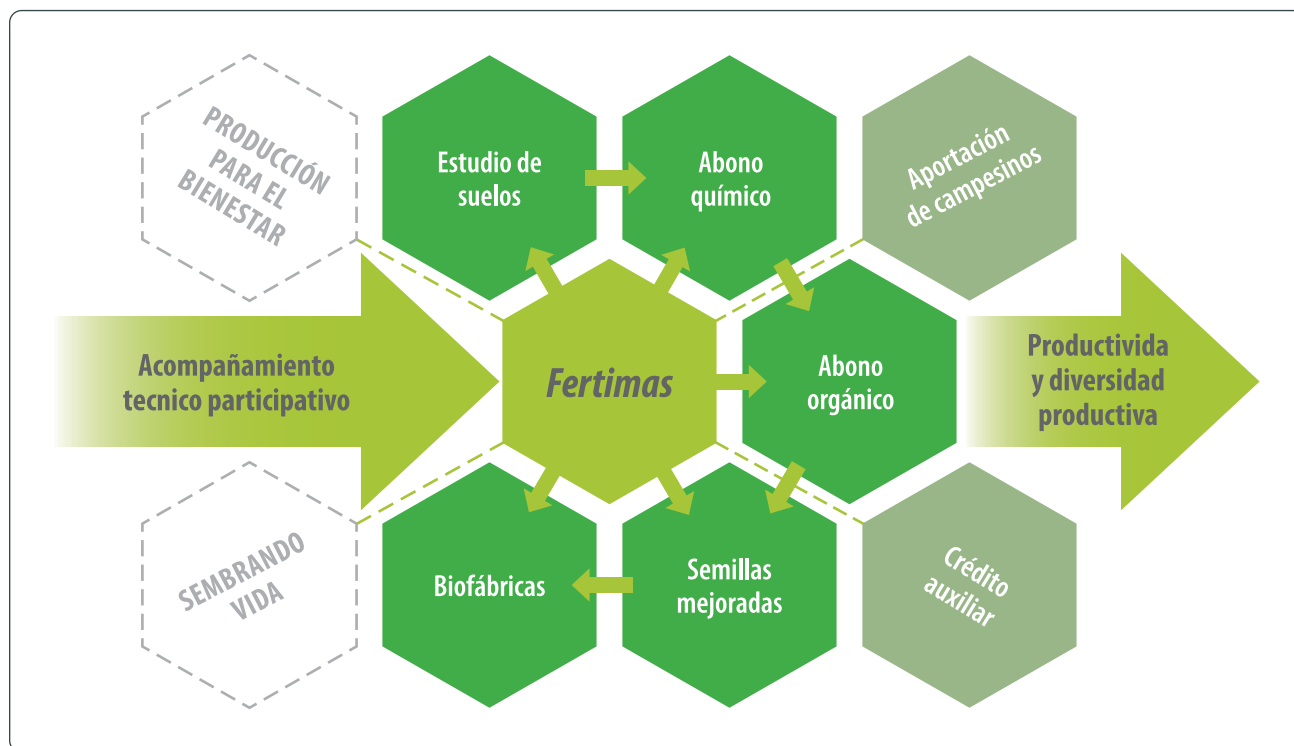 PRODUCCIÓN
PARA EL
BIENESTAR
Estudio de
suelos
Abono
químico
Aportación
de campesinos
Acompañamiento
tecnico participativo
Fertimas
Abono
orgánico
Productivida
y diversidad
productiva
SEMBRANDO
VIDA
Biofábricas
Semillas
mejoradas
Crédito
auxiliar